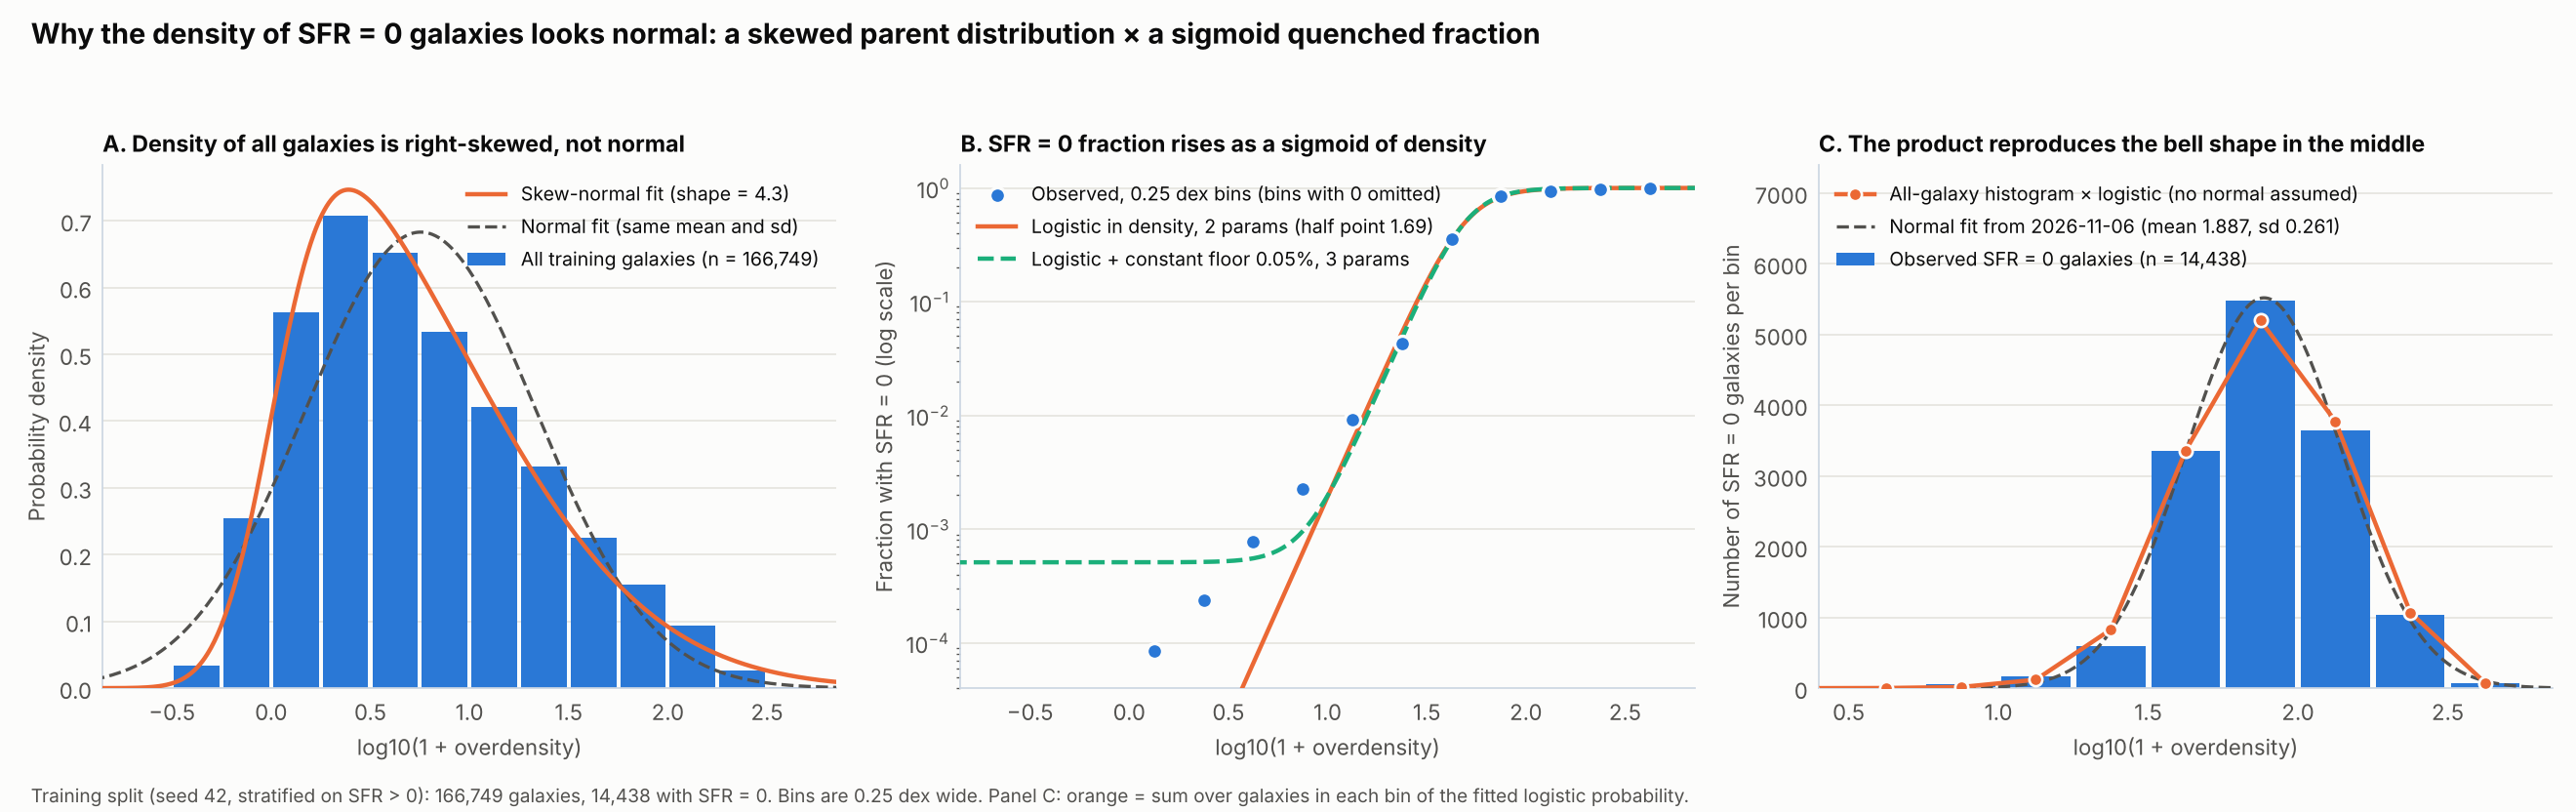 Why the density of SFR = 0 galaxies looks normal: a skewed parent distribution × a sigmoid quenched fraction
A. Density of all galaxies is right-skewed, not normal
Skew-normal fit (shape = 4.3)
Normal fit (same mean and sd)
All training galaxies (n = 166,749)
Probability density
0.7
0.6
0.5
0.4
0.3
0.2
0.1
0.0
−0.5 0.0 0.5 1.0 1.5 2.0 2.5
log10(1 + overdensity)
B. SFR = 0 fraction rises as a sigmoid of density
Observed, 0.25 dex bins (bins with 0 omitted)
Logistic in density, 2 params (half point 1.69)
Logistic + constant floor 0.05%, 3 params
Fraction with SFR = 0 (log scale)
10⁰
10⁻¹
10⁻²
10⁻³
10⁻⁴
−0.5 0.0 0.5 1.0 1.5 2.0 2.5
log10(1 + overdensity)
C. The product reproduces the bell shape in the middle
All-galaxy histogram × logistic (no normal assumed)
Normal fit from 2026-11-06 (mean 1.887, sd 0.261)
Observed SFR = 0 galaxies (n = 14,438)
Number of SFR = 0 galaxies per bin
7000
6000
5000
4000
3000
2000
1000
0
0.5 1.0 1.5 2.0 2.5
log10(1 + overdensity)
Training split (seed 42, stratified on SFR > 0): 166,749 galaxies, 14,438 with SFR = 0. Bins are 0.25 dex wide. Panel C: orange = sum over galaxies in each bin of the fitted logistic probability.